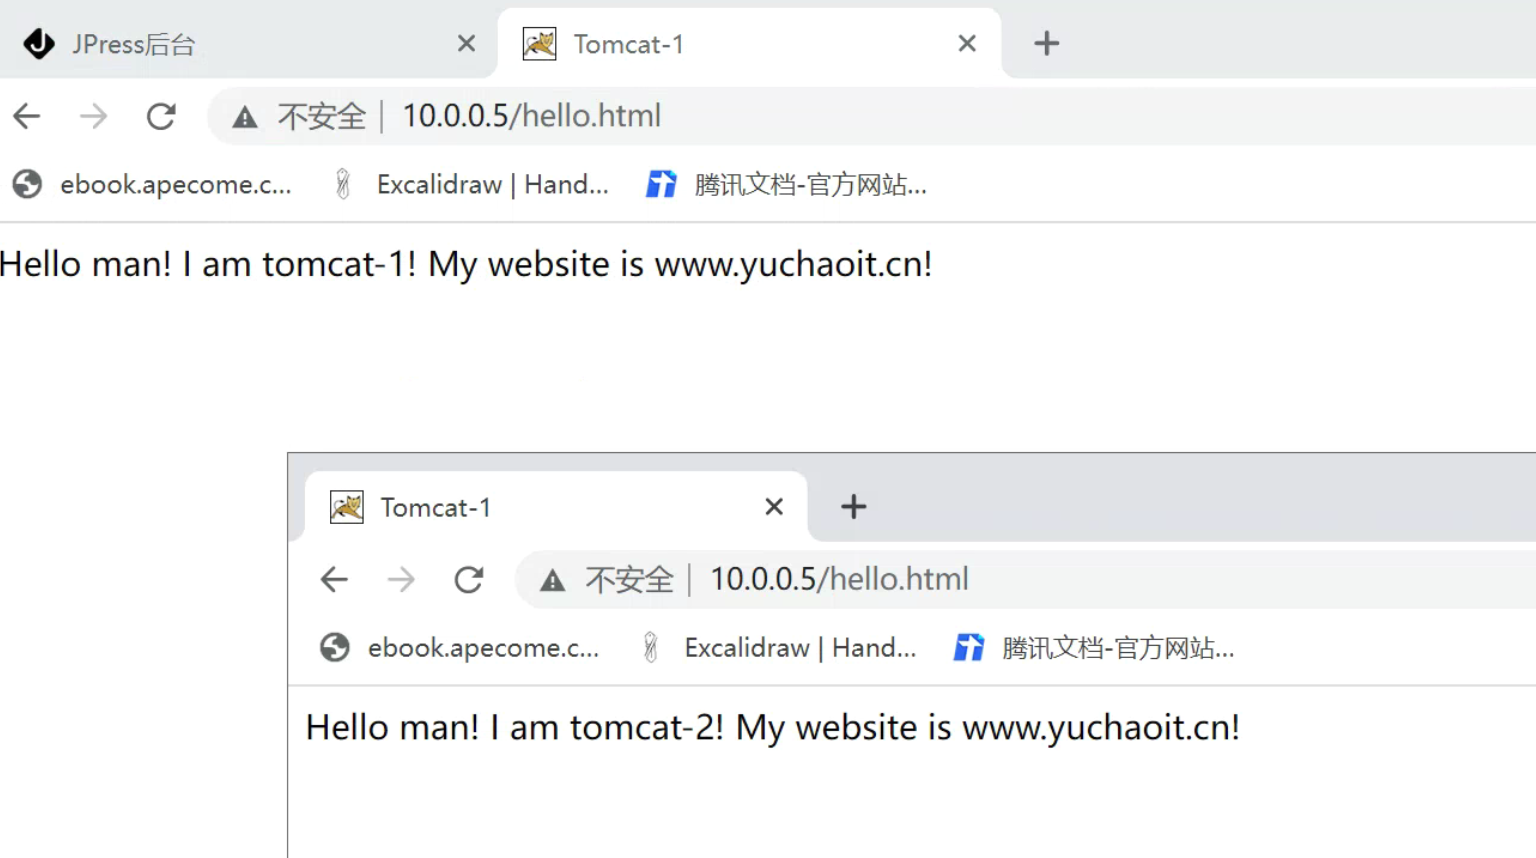 JPress后台 Tomcat-1
不安全 | 10.0.0.5/hello.html
ebook.apecome.c... Excalidraw | Hand... 腾讯文档-官方网站...
Hello man! I am tomcat-1! My website is www.yuchaoit.cn!
Tomcat-1
不安全 | 10.0.0.5/hello.html
ebook.apecome.c... Excalidraw | Hand... 腾讯文档-官方网站...
Hello man! I am tomcat-2! My website is www.yuchaoit.cn!